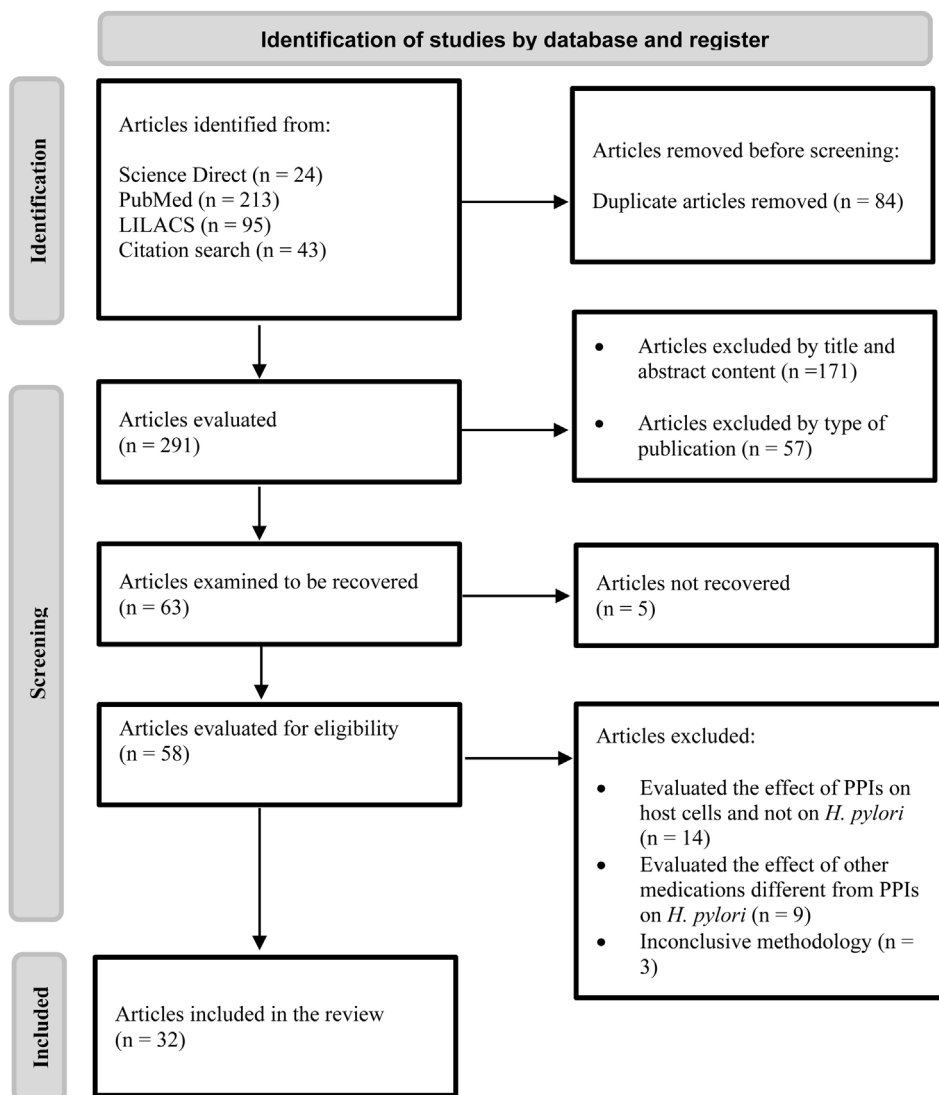 Identification of studies by database and register
Identification
Articles identified from:
Science Direct (n = 24)
PubMed (n = 213)
LILACS (n = 95)
Citation search (n = 43)
Articles removed before screening:
Duplicate articles removed (n = 84)
Screening
Articles evaluated
(n = 291)
• Articles excluded by title and
abstract content (n =171)
• Articles excluded by type of
publication (n = 57)
Articles examined to be recovered
(n = 63)
Articles not recovered
(n = 5)
Articles evaluated for eligibility
(n = 58)
Articles excluded:
• Evaluated the effect of PPIs on
host cells and not on H. pylori
(n = 14)
• Evaluated the effect of other
medications different from PPIs
on H. pylori (n = 9)
• Inconclusive methodology (n =
3)
Included
Articles included in the review
(n = 32)